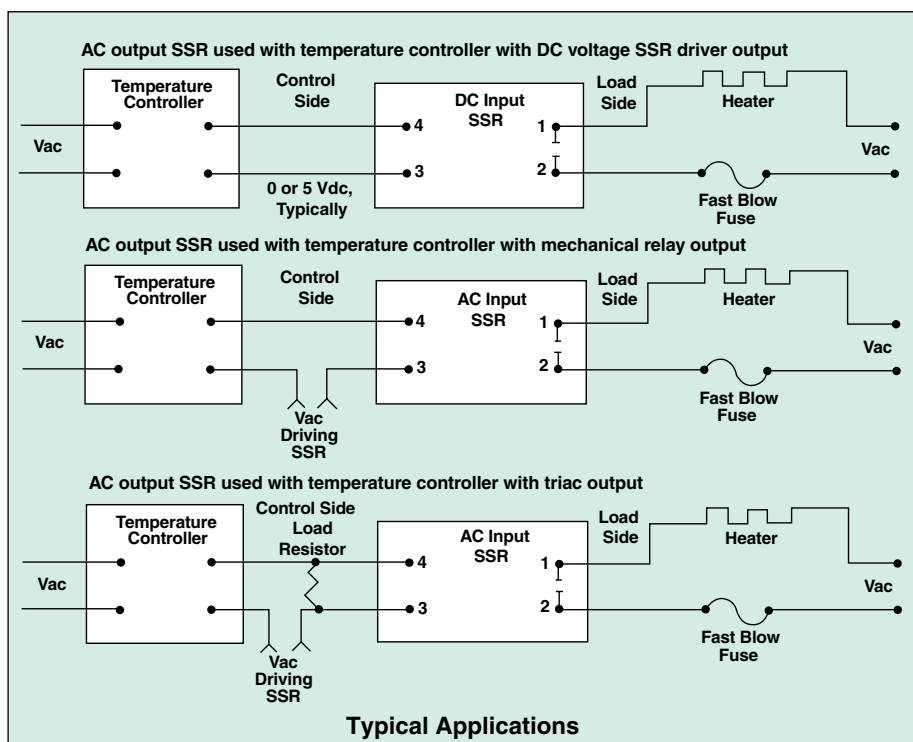 AC output SSR used with temperature controller with DC voltage SSR driver output
Temperature
Controller
Control
Side
DC Input
SSR
Load
Side
Heater
Vac
4
3
1
2
Vac
0 or 5 Vdc,
Typically
Fast Blow
Fuse
AC output SSR used with temperature controller with mechanical relay output
Temperature
Controller
Control
Side
AC Input
SSR
Load
Side
Heater
Vac
4
3
1
2
Vac
Vac
Driving
SSR
Fast Blow
Fuse
AC output SSR used with temperature controller with triac output
Temperature
Controller
Control Side
Load
Resistor
AC Input
SSR
Load
Side
Heater
Vac
4
3
1
2
Vac
Vac
Driving
SSR
Fast Blow
Fuse
Typical Applications